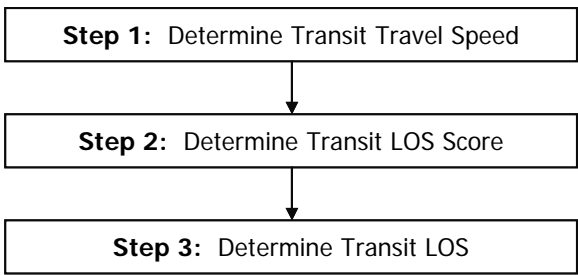 Step 1: Determine Transit Travel Speed
Step 2: Determine Transit LOS Score
Step 3: Determine Transit LOS